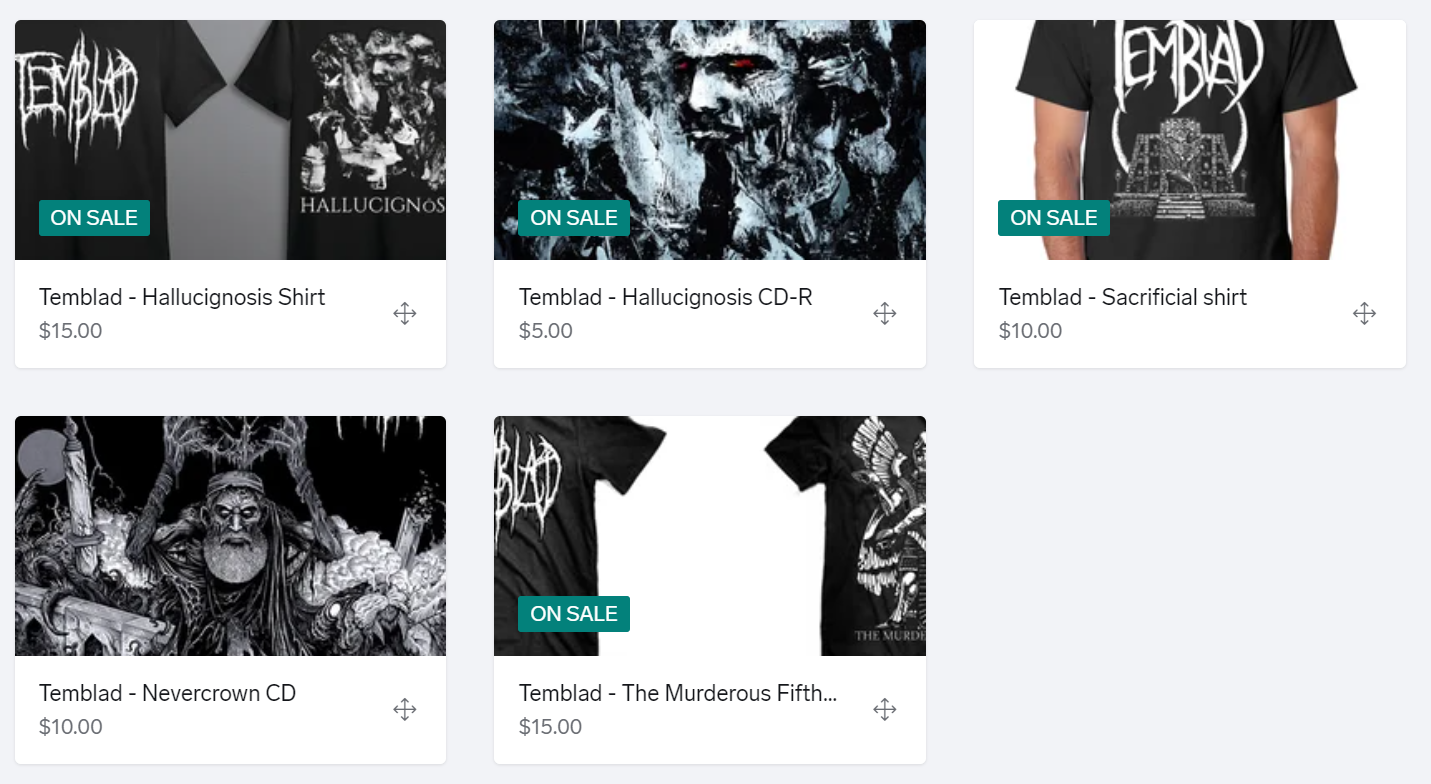 TEMBLAD
HALLUCIGNÓS
ON SALE
Temblad - Hallucignosis Shirt
$15.00
ON SALE
Temblad - Hallucignosis CD-R
$5.00
TEMBLAD
ON SALE
Temblad - Sacrificial shirt
$10.00
Temblad - Nevercrown CD
$10.00
BLAD
THE MURDE
ON SALE
Temblad - The Murderous Fifth...
$15.00